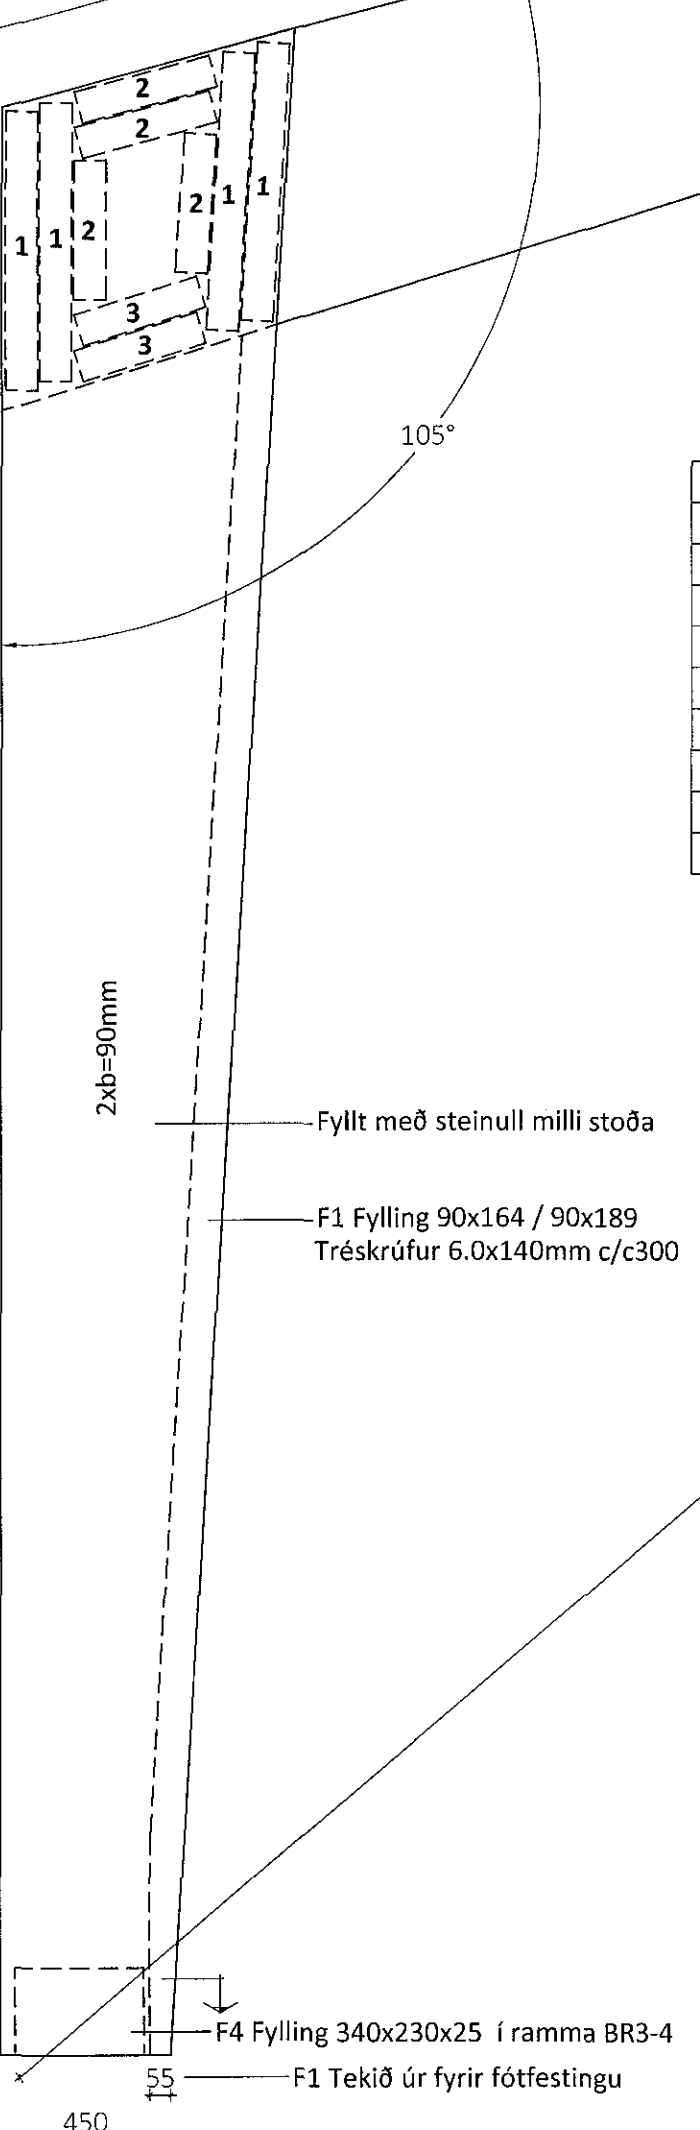 2
2
1
1
2
2
1
1
3
3
105°
2xb=90mm
Fyllt með steinull milli stoða
F1 Fylling 90x164 / 90x189
Tréskrúfur 6.0x140mm c/c300
F4 Fylling 340x230x25 í ramma BR3-4
55
F1 Tekið úr fyrir fótfestingu
450